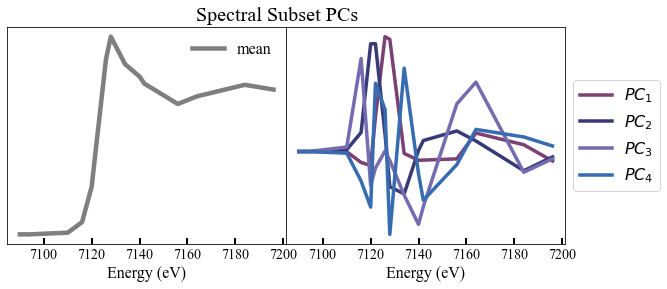 Spectral Subset PCs
mean
PC1
PC2
PC3
PC4
7100 7120 7140 7160 7180 7200
7100 7120 7140 7160 7180 7200
Energy (eV)
Energy (eV)